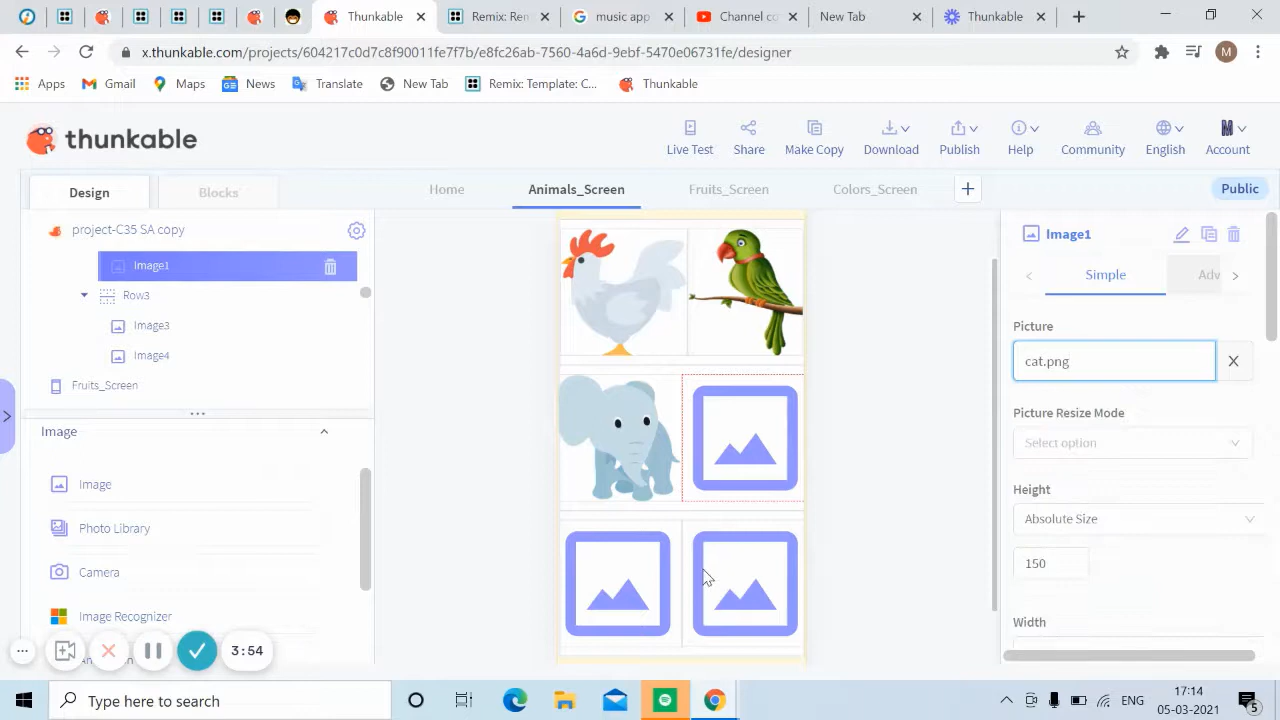 Thunkable
Remix: Ren
music app
Channel cc
New Tab
Thunkable
x.thunkable.com/projects/604217c0d7c8f90011fe7f7b/e8fc26ab-7560-4a6d-9ebf-5470e06731fe/designer
M
Apps
Gmail
Maps
News
Translate
New Tab
Remix: Template: C...
Thunkable
thunkable
Live Test
Share
Make Copy
Download
Publish
Help
Community
English
Account
Design
Blocks
Home
Animals_Screen
Fruits_Screen
Colors_Screen
Public
project-C35 SA copy
Image1
Row3
Image3
Image4
Fruits_Screen
Image
Image
Photo Library
Camera
Image Recognizer
3:54
Image1
Simple
Adv
Picture
cat.png
Picture Resize Mode
Select option
Height
Absolute Size
150
Width
Type here to search
ENG
17:14
05-03-2021
5